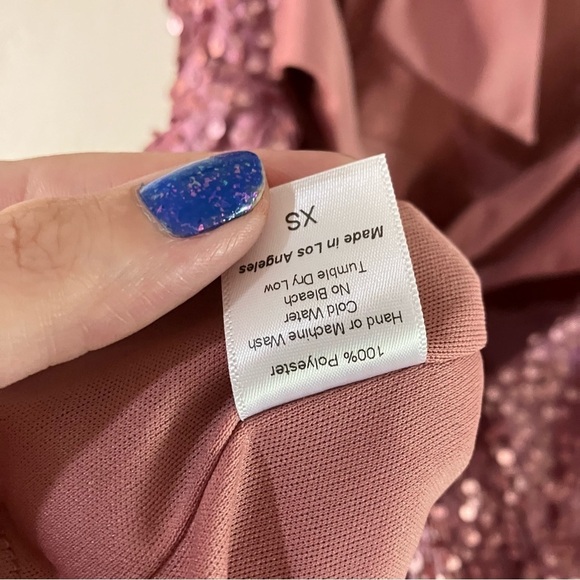 100% Polyester
Hand or Machine Wash
Cold Water
No Bleach
Tumble Dry Low
Made in Los Angeles
XS